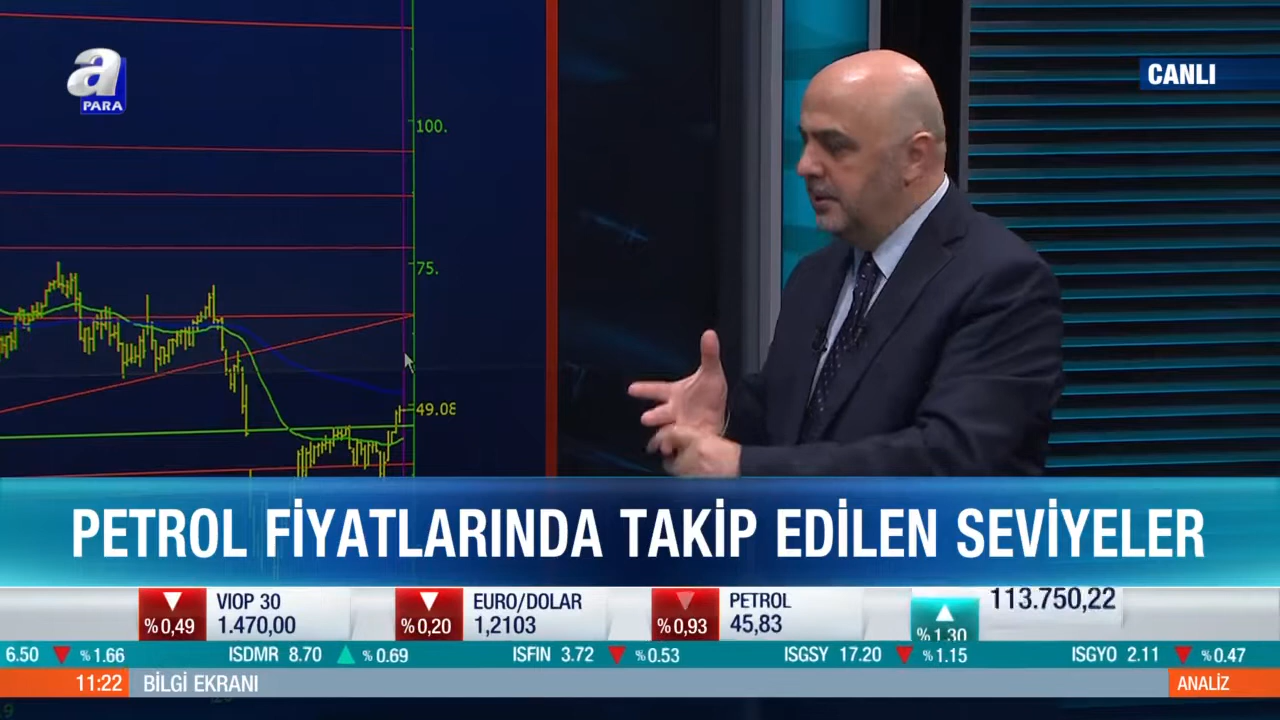 a
PARA
CANLI
100.
75.
49.08
PETROL FİYATLARINDA TAKİP EDİLEN SEVİYELER
% 0,49
VIOP 30
1.470,00
% 0,20
EURO/DOLAR
1,2103
% 0,93
PETROL
45,83
% 1,30
113.750,22
6.50 % 1.66 ISDMR 8.70 % 0.69 ISFIN 3.72 % 0.53 ISGSY 17.20 % 1.15 ISGYO 2.11 % 0.47
11:22 BİLGİ EKRANI ANALİZ